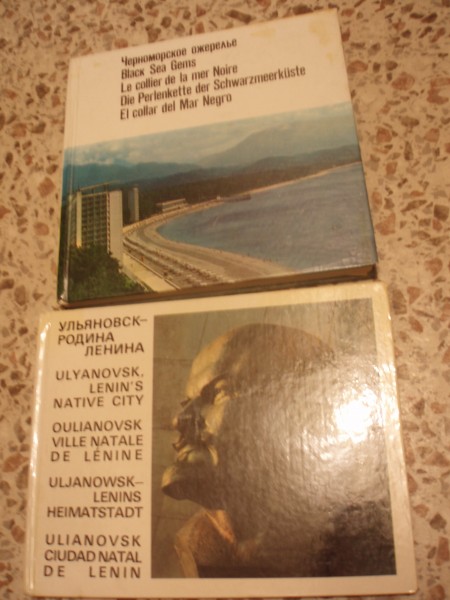 Черноморское ожерелье
Black Sea Gems
Le collier de la mer Noire
Die Perlenkette der Schwarzmeerküste
El collar del Mar Negro
УЛЬЯНОВСК–
РОДИНА
ЛЕНИНА
ULYANOVSK,
LENIN'S
NATIVE CITY
OULIANOVSK
VILLE NATALE
DE LÉNINE
ULJANOWSK–
LENINS
HEIMATSTADT
ULIANOVSK
CIUDAD NATAL
DE LENIN